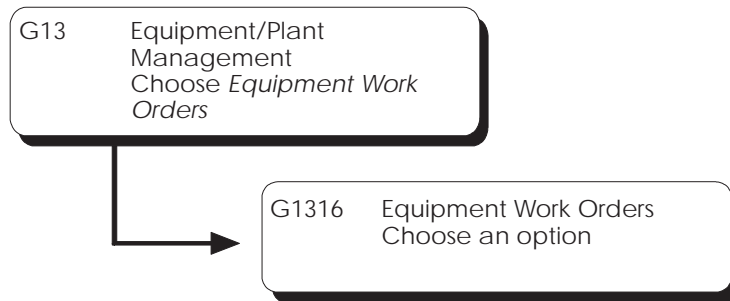 G13 Equipment/Plant
Management
Choose Equipment Work
Orders
G1316 Equipment Work Orders
Choose an option